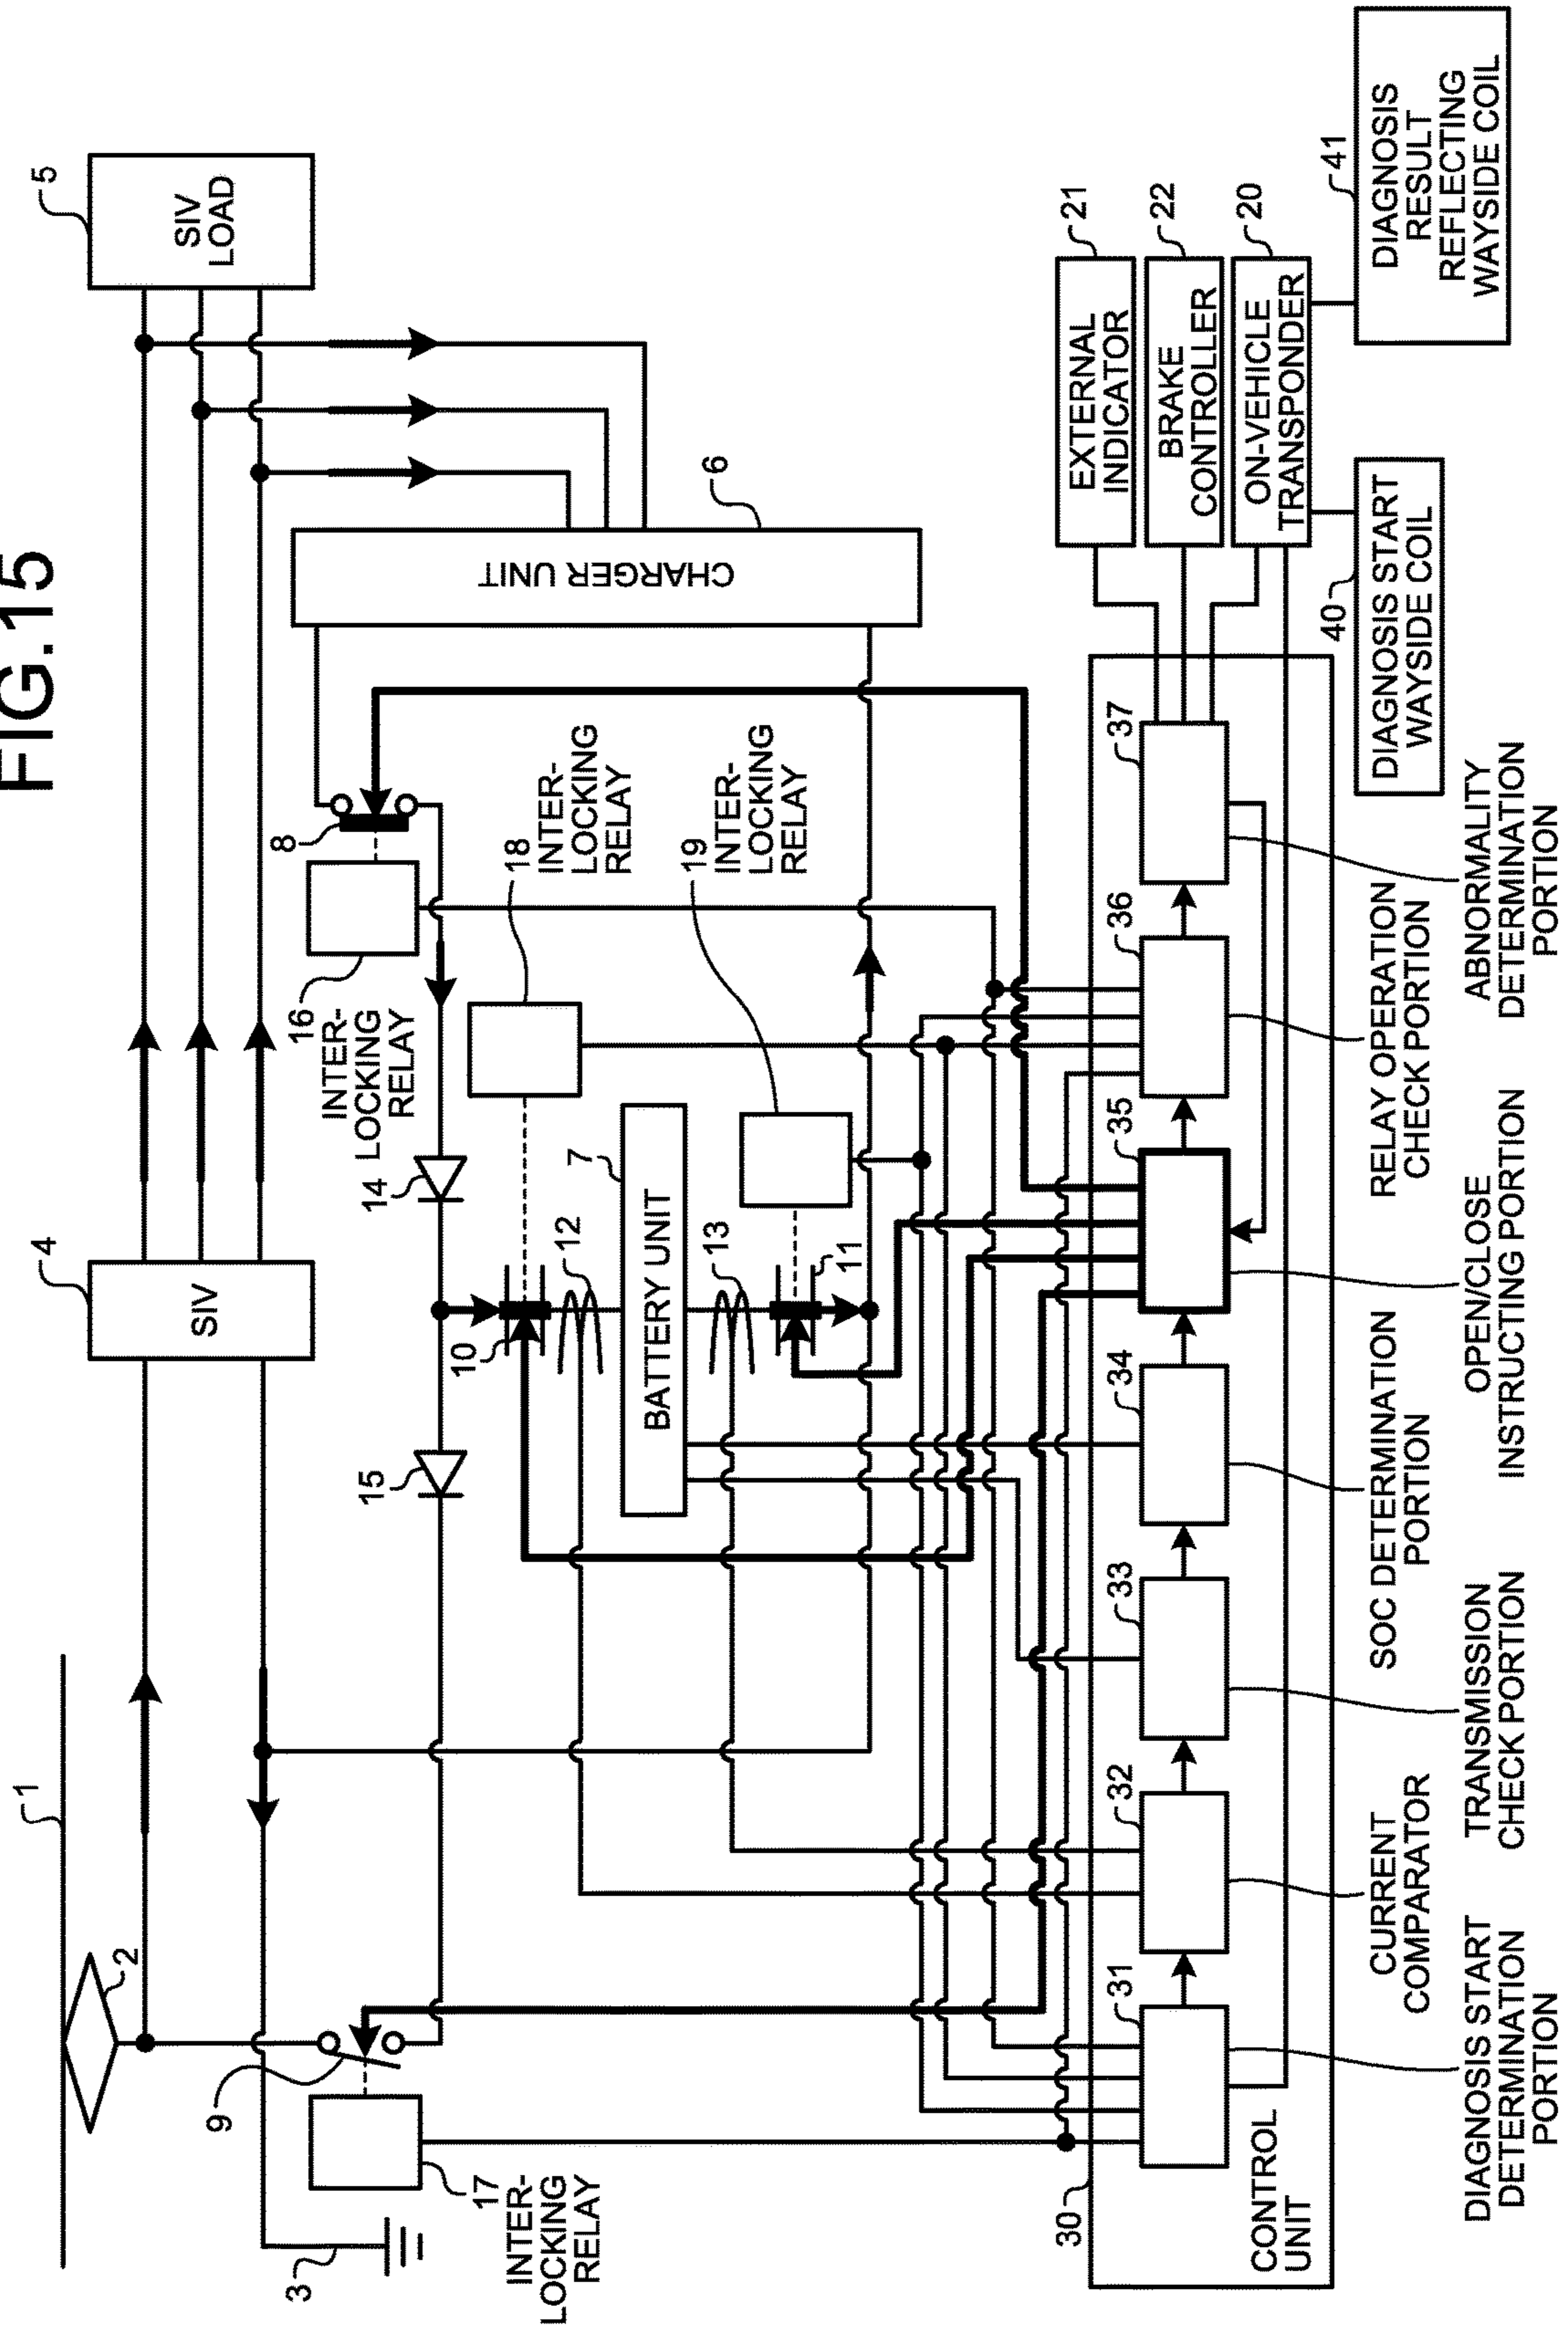 FIG.15
1
2
3
4
SIV
5
SIV
LOAD
6
CHARGER UNIT
8
9
16
INTER-
LOCKING
RELAY
17
INTER-
LOCKING
RELAY
18
INTER-
LOCKING
RELAY
19
INTER-
LOCKING
RELAY
14
15
10
12
7
BATTERY UNIT
13
11
21
EXTERNAL
INDICATOR
22
BRAKE
CONTROLLER
20
ON-VEHICLE
TRANSPONDER
41
DIAGNOSIS
RESULT
REFLECTING
WAYSIDE COIL
40
DIAGNOSIS START
WAYSIDE COIL
30
CONTROL
UNIT
31
32
33
34
35
36
37
DIAGNOSIS START
DETERMINATION
PORTION
CURRENT
COMPARATOR
TRANSMISSION
CHECK PORTION
SOC DETERMINATION
PORTION
OPEN/CLOSE
INSTRUCTING PORTION
RELAY OPERATION
CHECK PORTION
ABNORMALITY
DETERMINATION
PORTION